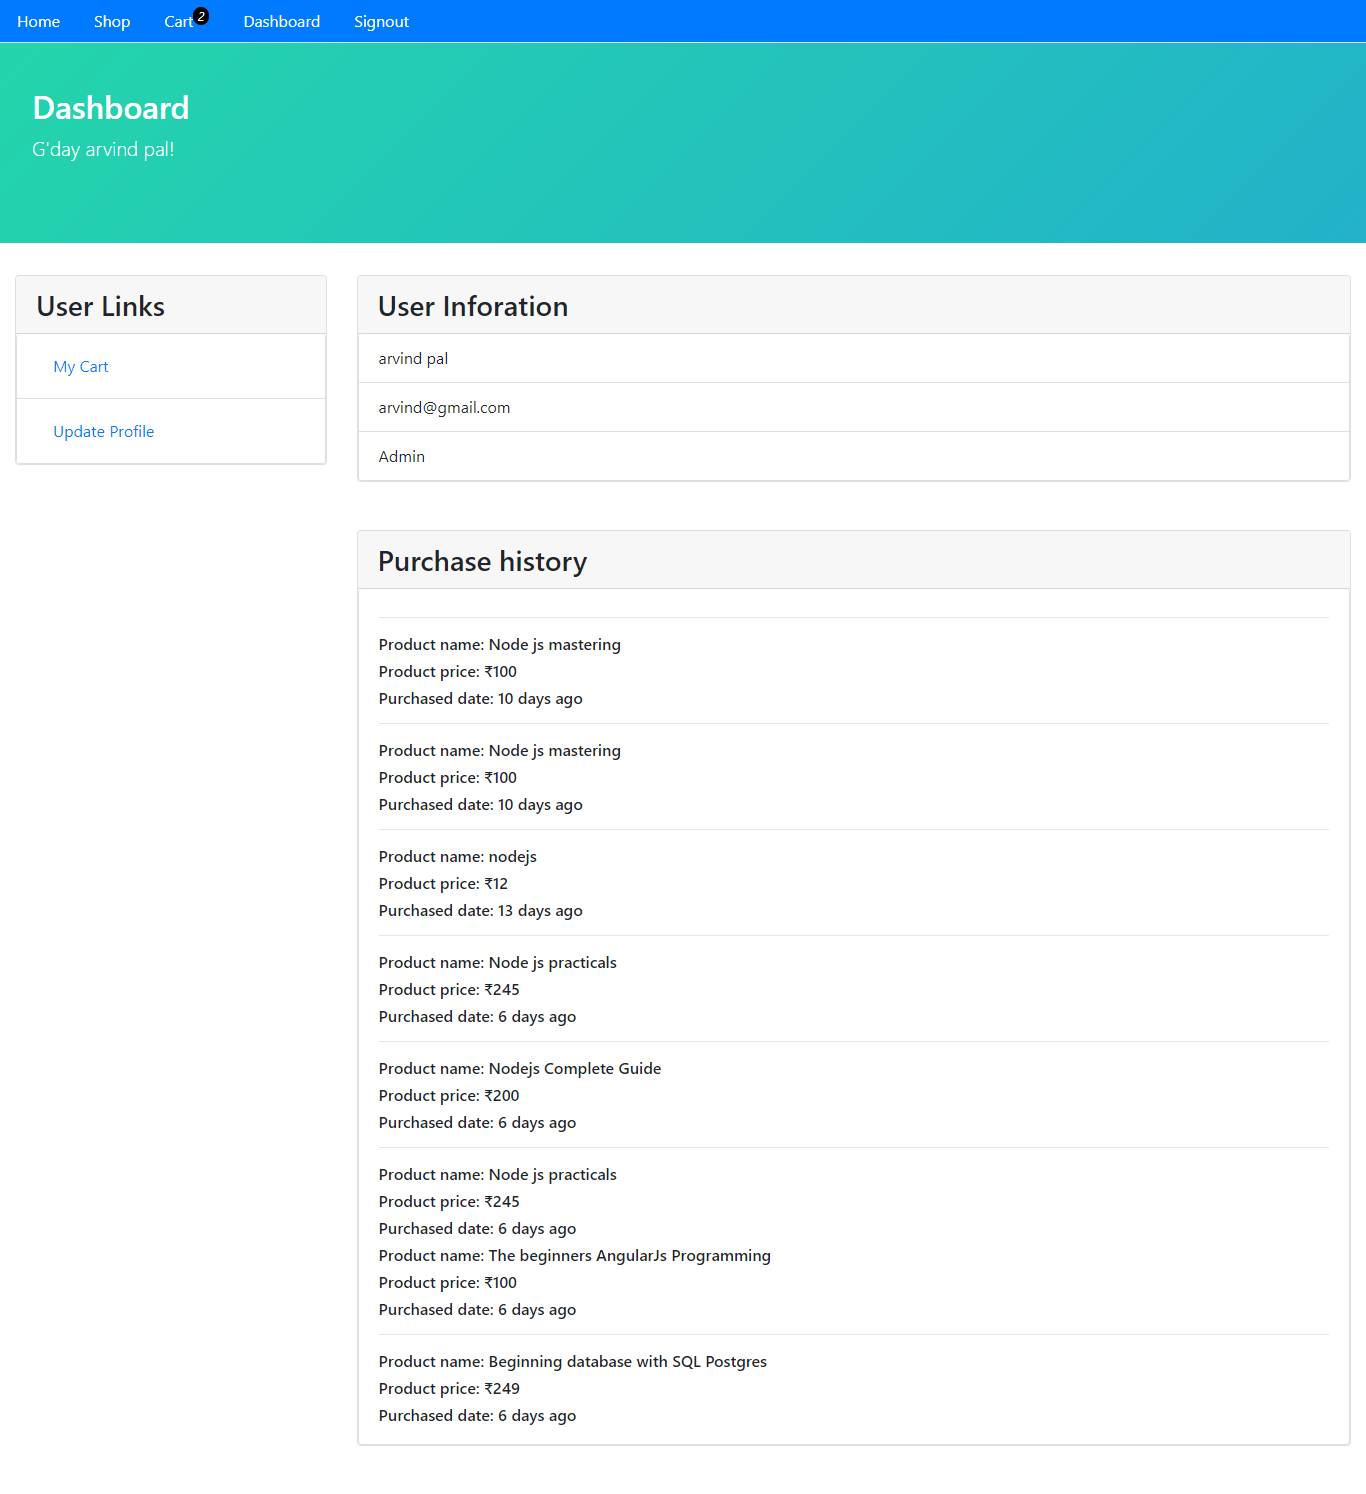 Home Shop Cart 2 Dashboard Signout
Dashboard
G'day arvind pal!
User Links
My Cart
Update Profile
User Inforation
arvind pal
arvind@gmail.com
Admin
Purchase history
Product name: Node js mastering
Product price: ₹100
Purchased date: 10 days ago
Product name: Node js mastering
Product price: ₹100
Purchased date: 10 days ago
Product name: nodejs
Product price: ₹12
Purchased date: 13 days ago
Product name: Node js practicals
Product price: ₹245
Purchased date: 6 days ago
Product name: Nodejs Complete Guide
Product price: ₹200
Purchased date: 6 days ago
Product name: Node js practicals
Product price: ₹245
Purchased date: 6 days ago
Product name: The beginners AngularJs Programming
Product price: ₹100
Purchased date: 6 days ago
Product name: Beginning database with SQL Postgres
Product price: ₹249
Purchased date: 6 days ago